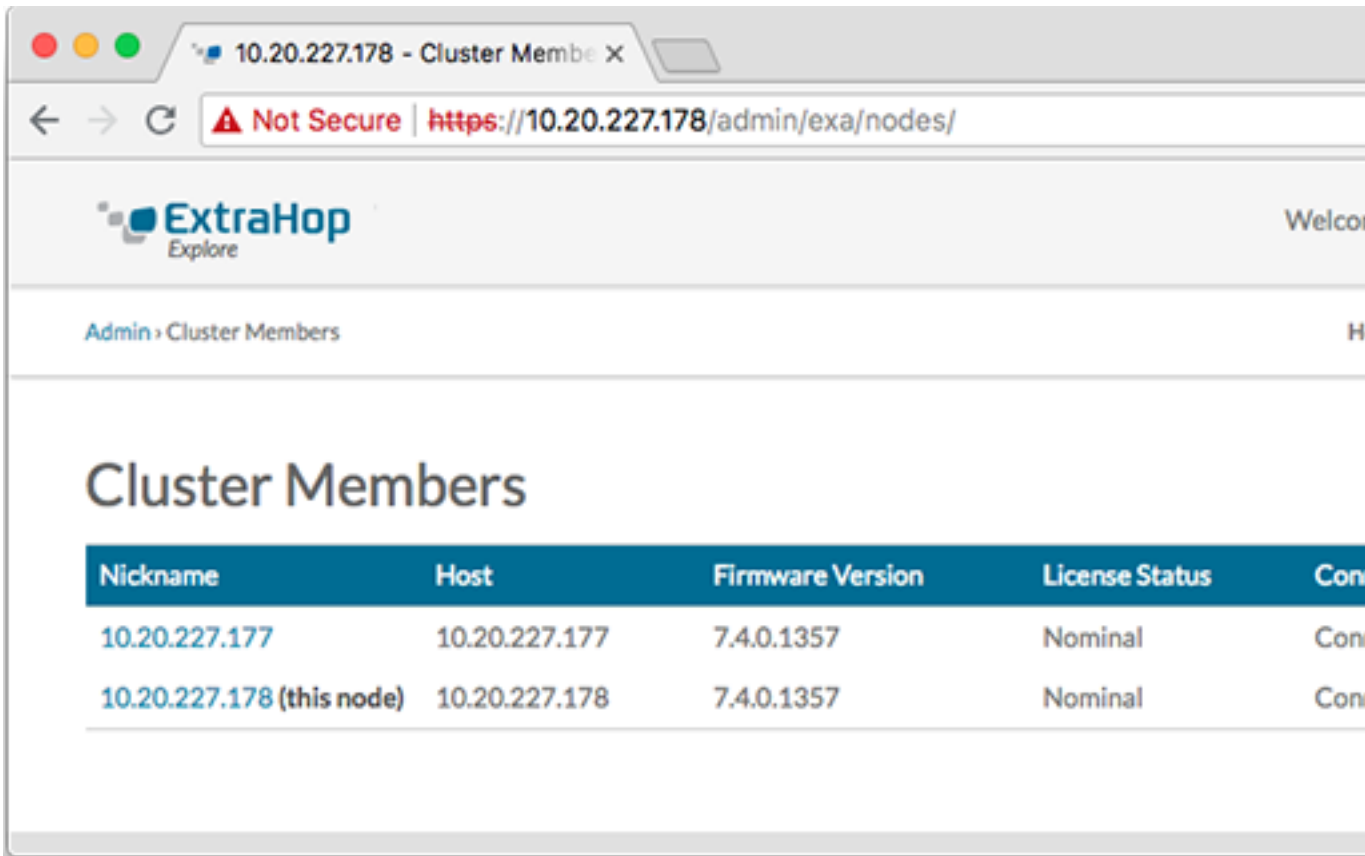 10.20.227.178 - Cluster Membe
Not Secure | https://10.20.227.178/admin/exa/nodes/
ExtraHop
Explore
Admin › Cluster Members
Cluster Members
Nickname Host Firmware Version License Status
10.20.227.177 10.20.227.177 7.4.0.1357 Nominal
10.20.227.178 (this node) 10.20.227.178 7.4.0.1357 Nominal